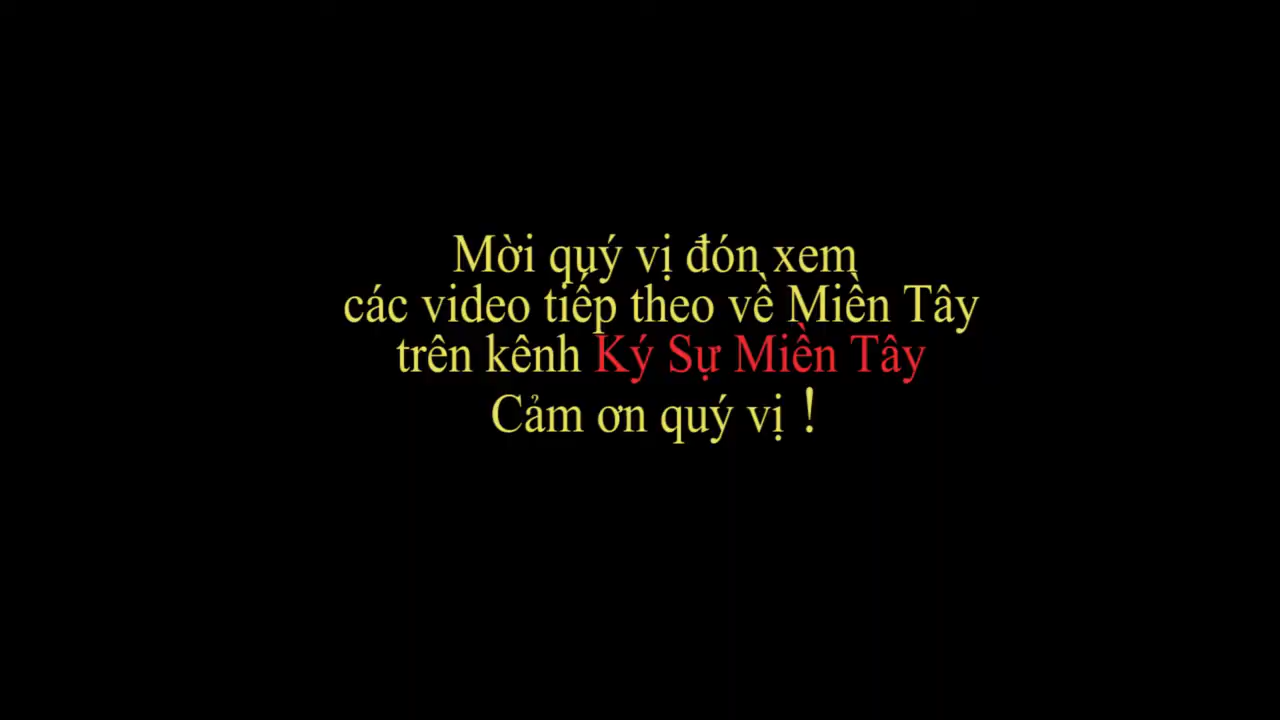 Mời quý vị đón xem
các video tiếp theo về Miền Tây
trên kênh Ký Sự Miền Tây
Cảm ơn quý vị !